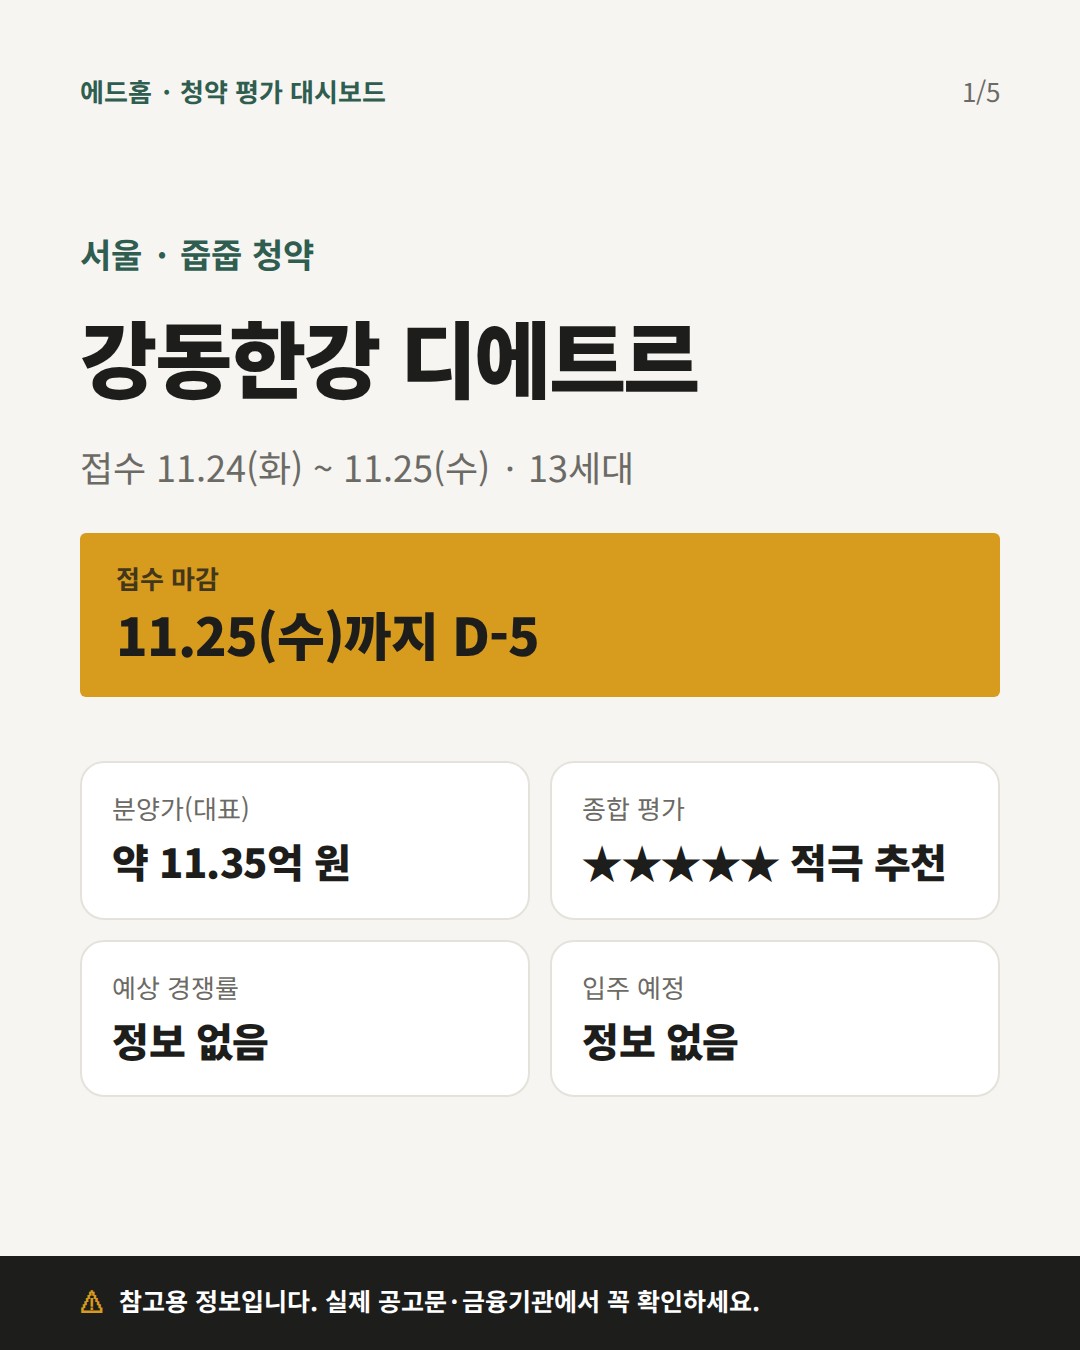 에드홈 · 청약 평가 대시보드
1/5
서울 · 줍줍 청약
강동한강 디에트르
접수 11.24(화) ~ 11.25(수) · 13세대
접수 마감
11.25(수)까지 D-5
분양가(대표)
약 11.35억 원
종합 평가
★★★★★ 적극 추천
예상 경쟁률
정보 없음
입주 예정
정보 없음
⚠ 참고용 정보입니다. 실제 공고문·금융기관에서 꼭 확인하세요.